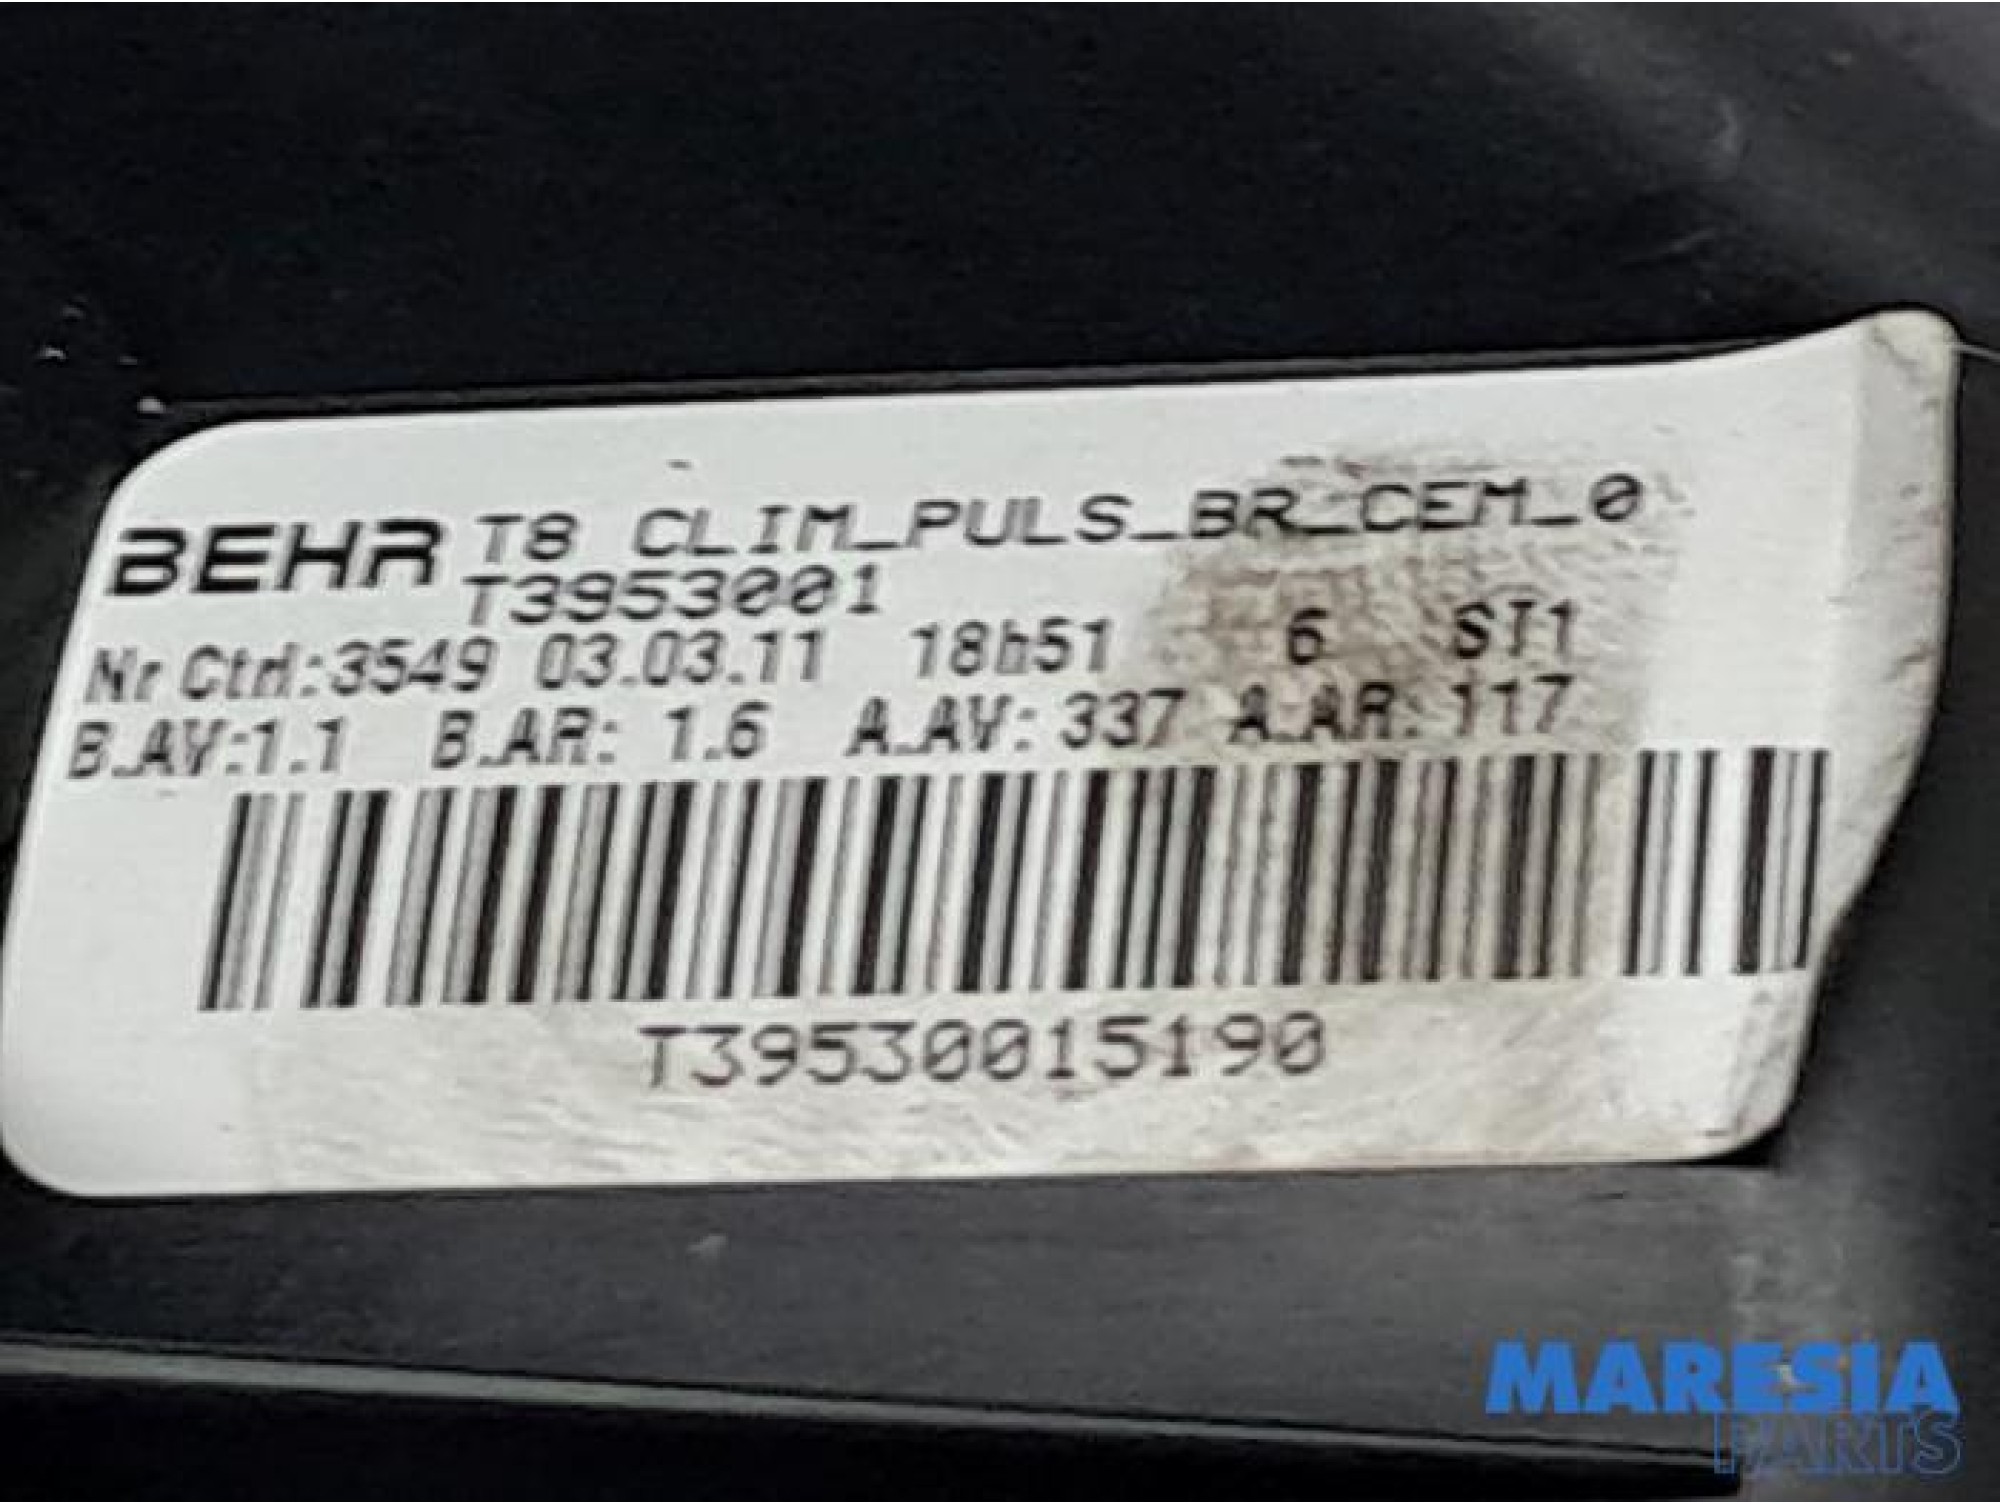 BEHR T8 CLIM_PULS_BR_CEM_0
T3953001
Nr Ctrl:3549 03.03.11 18h51 6 ST1
B.AV:1.1 B.AR: 1.6 A.AV: 337 A.AR: 117
T39530015190
MARESIA
PARTS